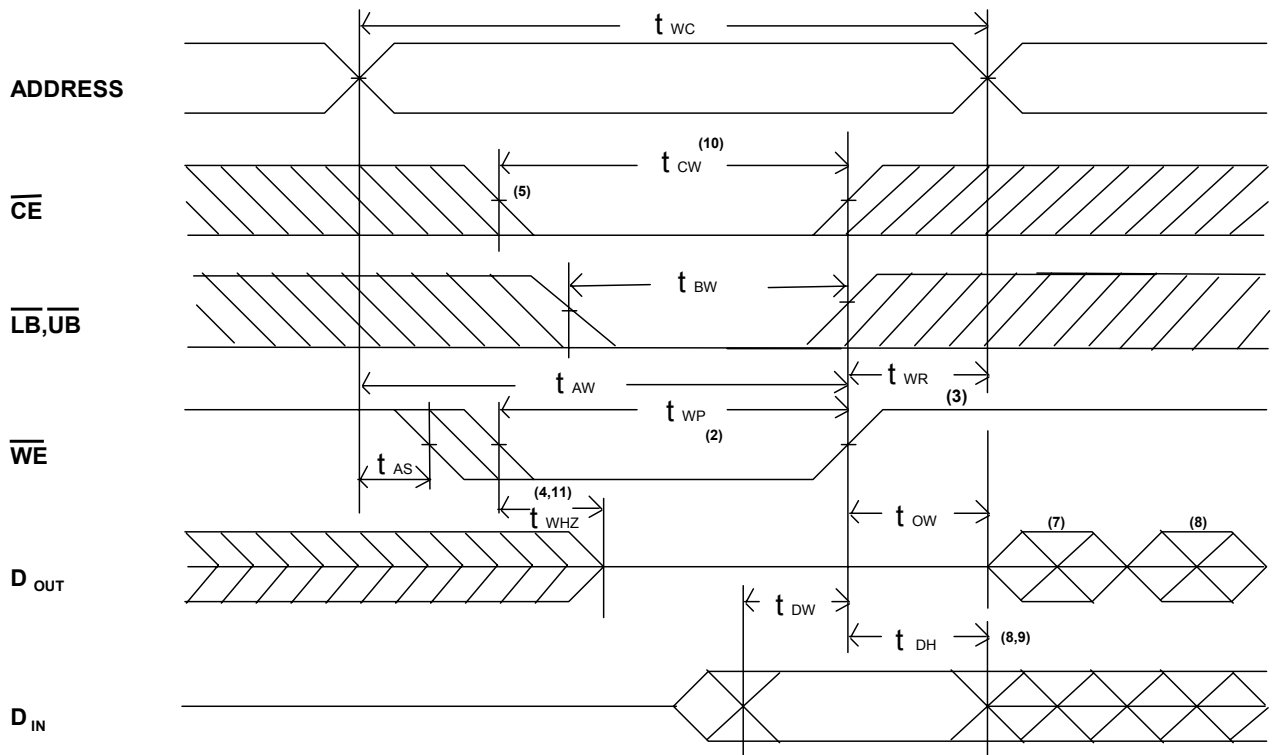 t WC
ADDRESS
t CW (10)
CE (5)
t BW
LB,UB
t AW
t WR (3)
t WP (2)
WE
t AS
t WHZ (4,11)
t OW
(7) (8)
D OUT
t DW
t DH (8,9)
D IN